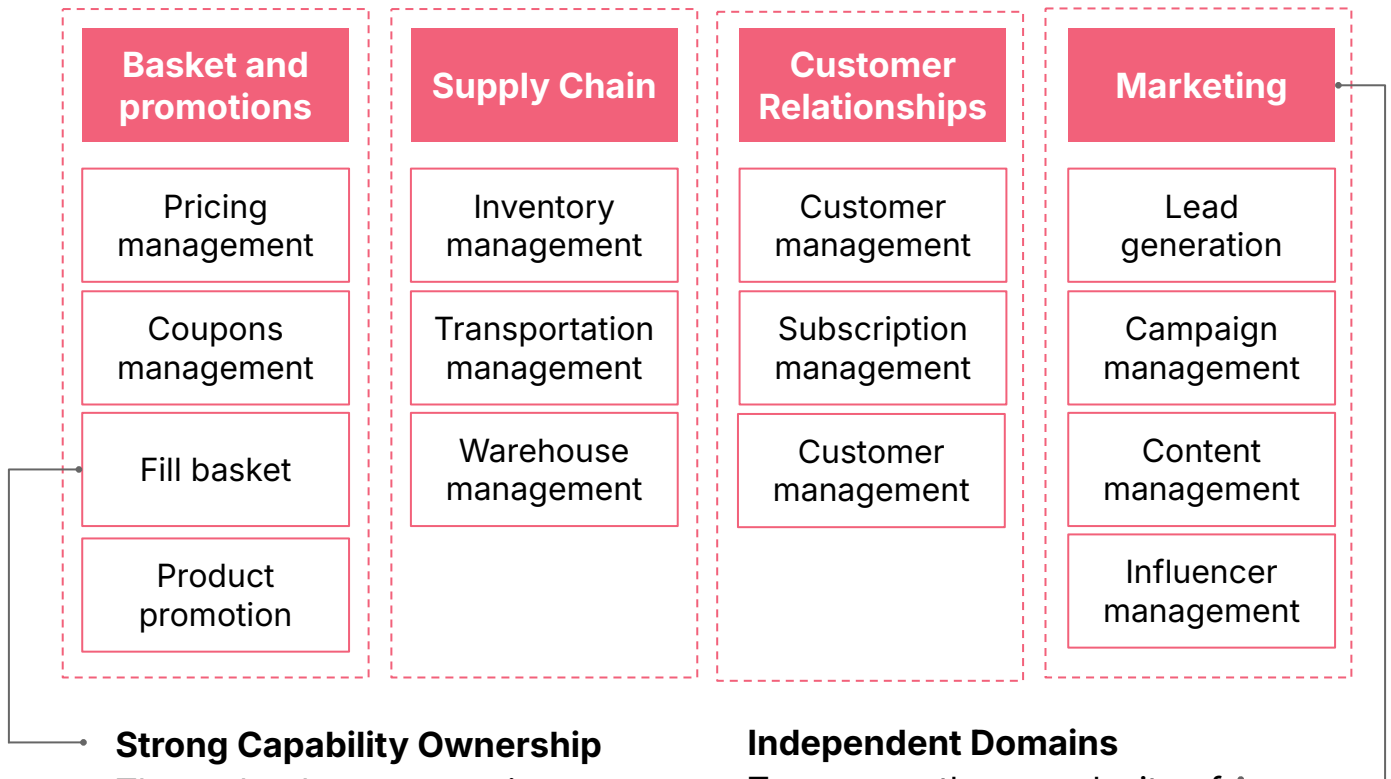 Basket and
promotions
Pricing
management
Coupons
management
Fill basket
Product
promotion
Supply Chain
Inventory
management
Transportation
management
Warehouse
management
Customer
Relationships
Customer
management
Subscription
management
Customer
management
Marketing
Lead
generation
Campaign
management
Content
management
Influencer
management
Strong Capability Ownership
Independent Domains